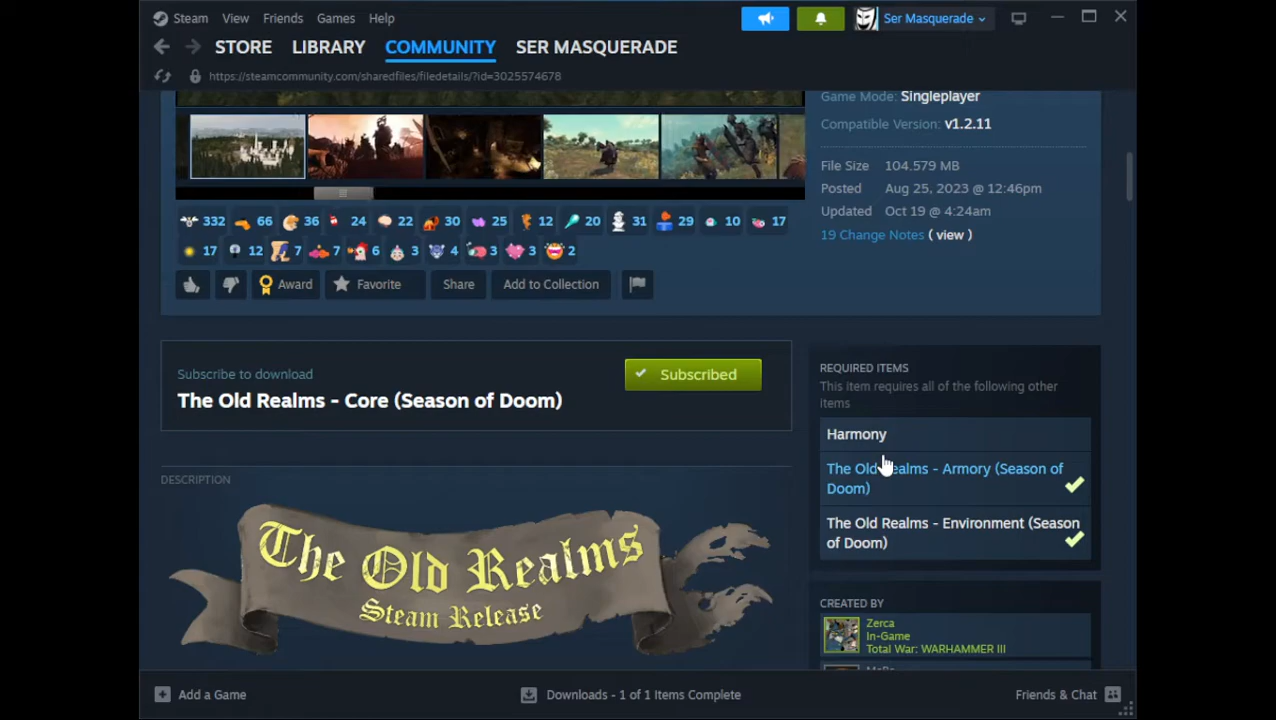 Steam View Friends Games Help Ser Masquerade
STORE LIBRARY COMMUNITY SER MASQUERADE
https://steamcommunity.com/sharedfiles/filedetails/?id=3025574678
Game Mode: Singleplayer
Compatible Version: v1.2.11
File Size 104.579 MB
Posted Aug 25, 2023 @ 12:46pm
Updated Oct 19 @ 4:24am
19 Change Notes ( view )
332 66 36 24 22 30 25 12 20 31 29 10 17
17 12 7 7 6 3 4 3 3 2
Award Favorite Share Add to Collection
Subscribe to download
The Old Realms - Core (Season of Doom)
Subscribed
REQUIRED ITEMS
This item requires all of the following other
items
Harmony
The Old Realms - Armory (Season of
Doom)
The Old Realms - Environment (Season
of Doom)
DESCRIPTION
The Old Realms
Steam Release
CREATED BY
Zerca
In-Game
Total War: WARHAMMER III
Add a Game Downloads - 1 of 1 Items Complete Friends & Chat